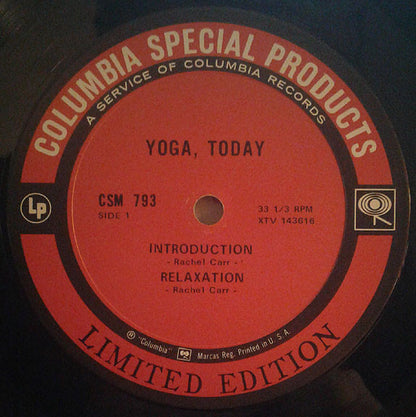 COLUMBIA SPECIAL PRODUCTS
A SERVICE OF COLUMBIA RECORDS
YOGA, TODAY
LP
CSM 793
SIDE 1
33 1/3 RPM
XTV 143616
INTRODUCTION
- Rachel Carr -
RELAXATION
- Rachel Carr -
® "Columbia" Marcas Reg. Printed in U. S. A.
LIMITED EDITION